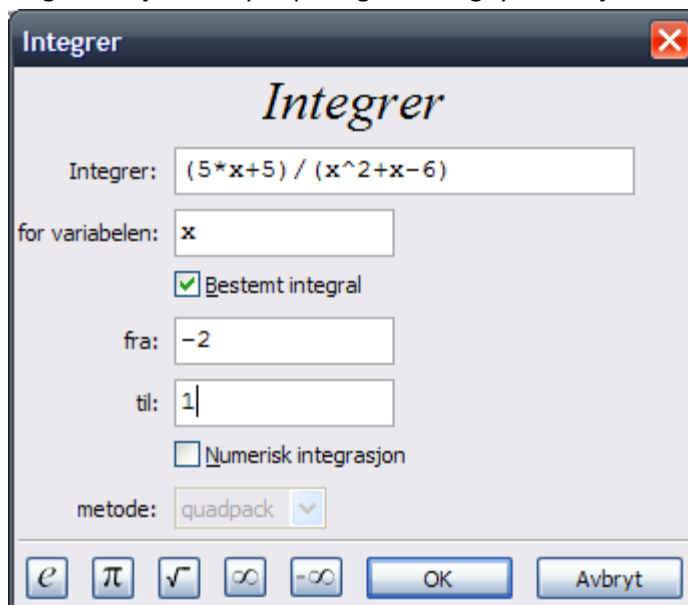 Integrer
Integrer
Integrer: (5*x+5)/(x^2+x-6)
for variabelen: x
Bestemt integral
fra: -2
til: 1
Numerisk integrasjon
metode: quadpack
e π √ ∞ -∞ OK Avbryt